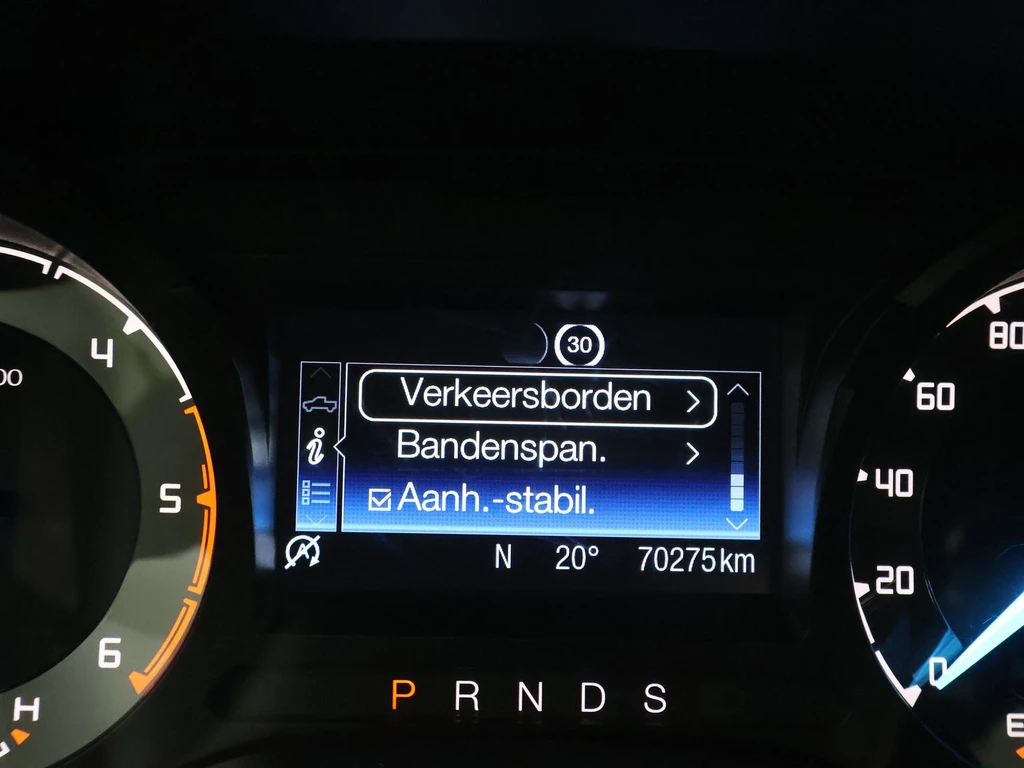 30
Verkeersborden
Bandenspan.
Aanh.-stabil.
N 20° 70275km
P R N D S
4
5
6
H
80
60
40
20
0